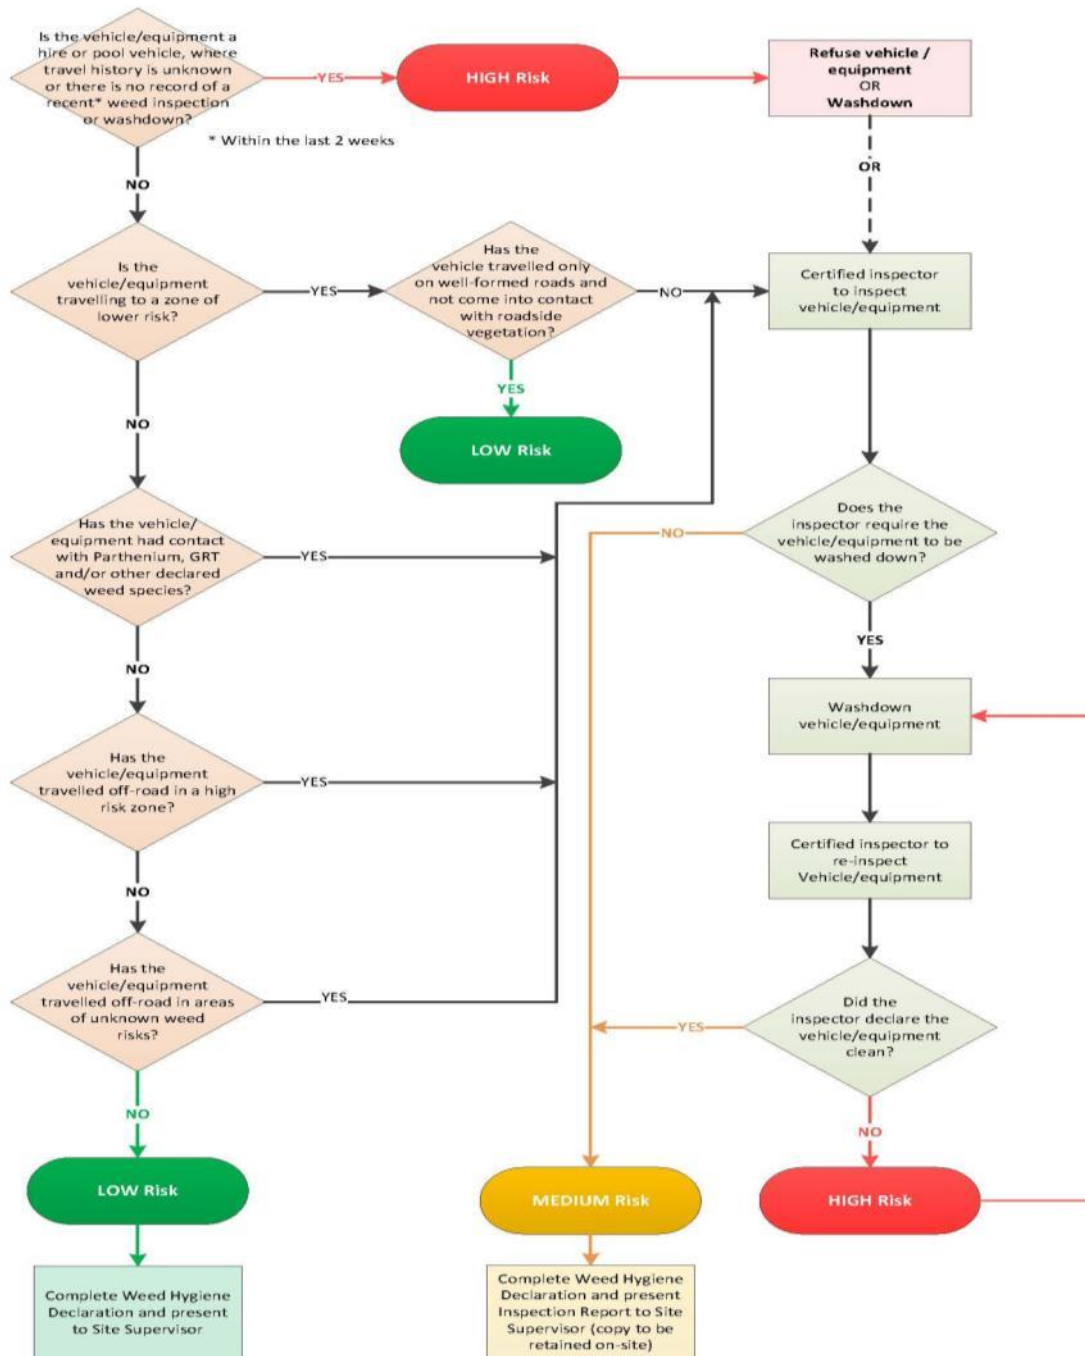 Is the vehicle/equipment a
hire or pool vehicle, where
travel history is unknown
or there is no record of a
recent* weed inspection
or washdown?
YES
HIGH Risk
Refuse vehicle /
equipment
OR
Washdown
* Within the last 2 weeks
NO
OR
Is the
vehicle/equipment
travelling to a zone of
lower risk?
YES
Has the
vehicle travelled only
on well-formed roads and
not come into contact
with roadside
vegetation?
NO
Certified inspector
to inspect
vehicle/equipment
YES
LOW Risk
NO
Has the vehicle/
equipment had contact
with Parthenium, GRT
and/or other declared
weed species?
YES
Does the
inspector require the
vehicle/equipment to be
washed down?
NO
YES
NO
Washdown
vehicle/equipment
Has the
vehicle/equipment
travelled off-road in a high
risk zone?
YES
Certified inspector to
re-inspect
Vehicle/equipment
NO
Has the
vehicle/equipment
travelled off-road in areas
of unknown weed
risks?
YES
Did the
inspector declare the
vehicle/equipment
clean?
YES
NO
NO
LOW Risk
MEDIUM Risk
HIGH Risk
Complete Weed Hygiene
Declaration and present
to Site Supervisor
Complete Weed Hygiene
Declaration and present
Inspection Report to Site
Supervisor (copy to be
retained on-site)